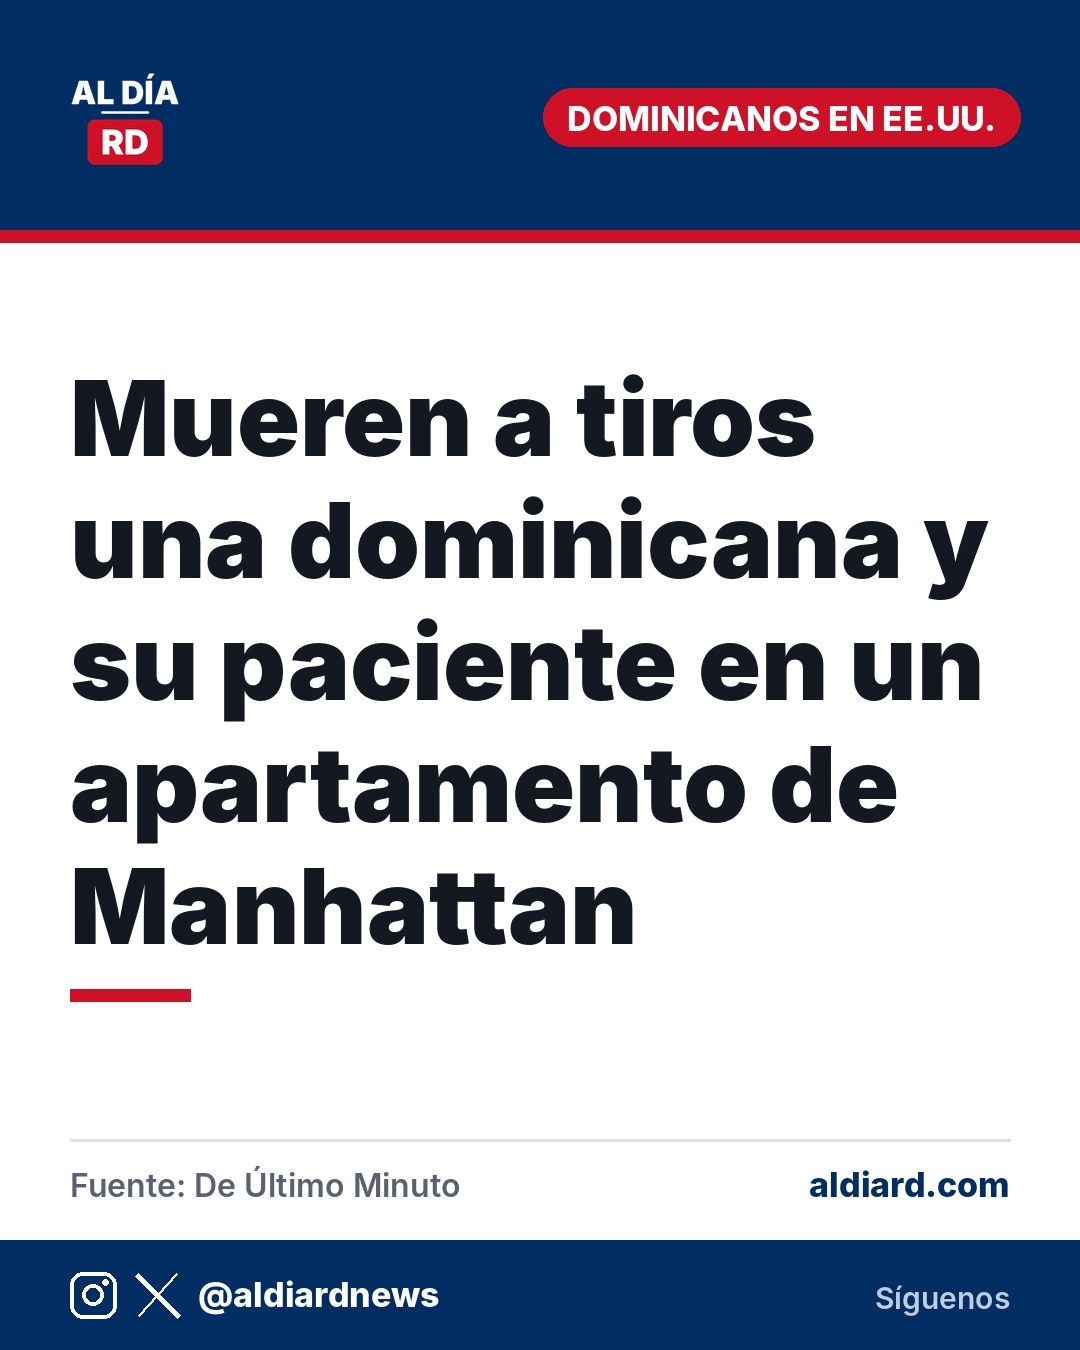 AL DÍA
RD
DOMINICANOS EN EE.UU.
Mueren a tiros
una dominicana y
su paciente en un
apartamento de
Manhattan
Fuente: De Último Minuto
aldiard.com
@aldiardnews
Síguenos